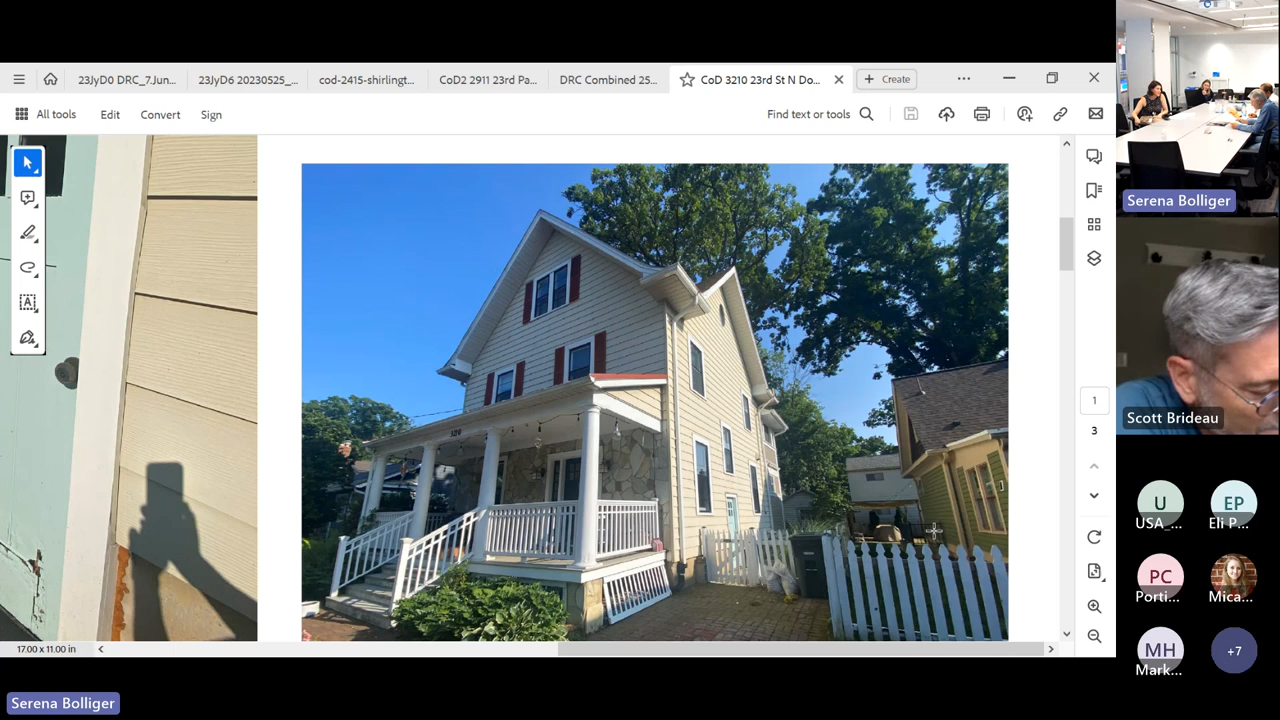 23JyD0 DRC_7.Jun...
23JyD6 20230525_...
cod-2415-shirlingt...
CoD2 2911 23rd Pa...
DRC Combined 25...
CoD 3210 23rd St N Do...
Create
All tools
Edit
Convert
Sign
Find text or tools
1
3
17.00 x 11.00 in
Serena Bolliger
Serena Bolliger
Scott Brideau
U
USA_...
EP
Eli P...
PC
Porti...
Mica...
MH
Mark...
+7